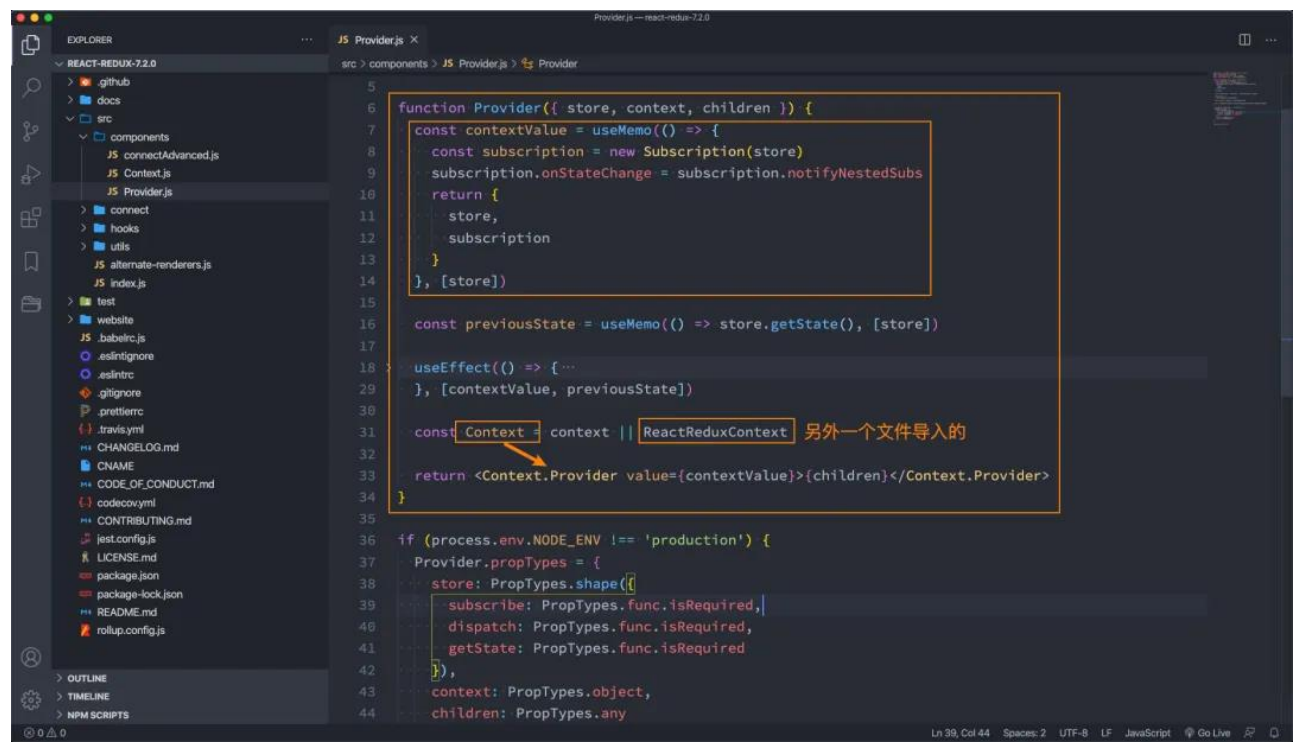 Provider.js — react-redux-7.2.0
EXPLORER
JS Provider.js ×
REACT-REDUX-7.2.0
src > components > JS Provider.js > Provider
.github
docs
src
components
JS connectAdvanced.js
JS Context.js
JS Provider.js
connect
hooks
utils
JS alternate-renderers.js
JS index.js
test
website
JS .babelrc.js
.eslintignore
.eslintrc
.gitignore
.prettierrc
.travis.yml
CHANGELOG.md
CNAME
CODE_OF_CONDUCT.md
codecov.yml
CONTRIBUTING.md
jest.config.js
LICENSE.md
package.json
package-lock.json
README.md
rollup.config.js
OUTLINE
TIMELINE
NPM SCRIPTS
5
6 function Provider({ store, context, children }) {
7 const contextValue = useMemo(() => {
8 const subscription = new Subscription(store)
9 subscription.onStateChange = subscription.notifyNestedSubs
10 return {
11 store,
12 subscription
13 }
14 }, [store])
15
16 const previousState = useMemo(() => store.getState(), [store])
17
18 useEffect(() => {…
29 }, [contextValue, previousState])
30
31 const Context = context || ReactReduxContext 另外一个文件导入的
32
33 return <Context.Provider value={contextValue}>{children}</Context.Provider>
34 }
35
36 if (process.env.NODE_ENV !== 'production') {
37 Provider.propTypes = {
38 store: PropTypes.shape({
39 subscribe: PropTypes.func.isRequired,
40 dispatch: PropTypes.func.isRequired,
41 getState: PropTypes.func.isRequired
42 }),
43 context: PropTypes.object,
44 children: PropTypes.any
0 0
Ln 39, Col 44 Spaces: 2 UTF-8 LF JavaScript Go Live